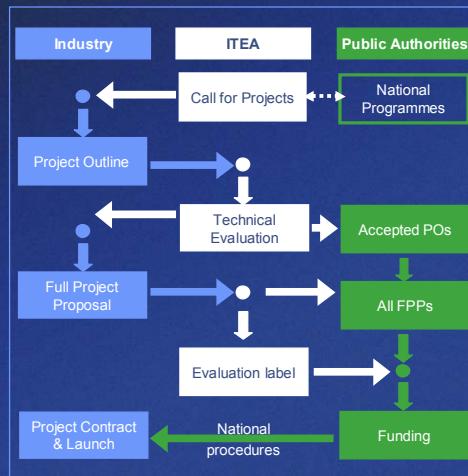 Industry
ITEA
Public Authorities
Call for Projects
National
Programmes
Project Outline
Technical
Evaluation
Accepted POs
Full Project
Proposal
All FPPs
Evaluation label
Project Contract
& Launch
National
procedures
Funding